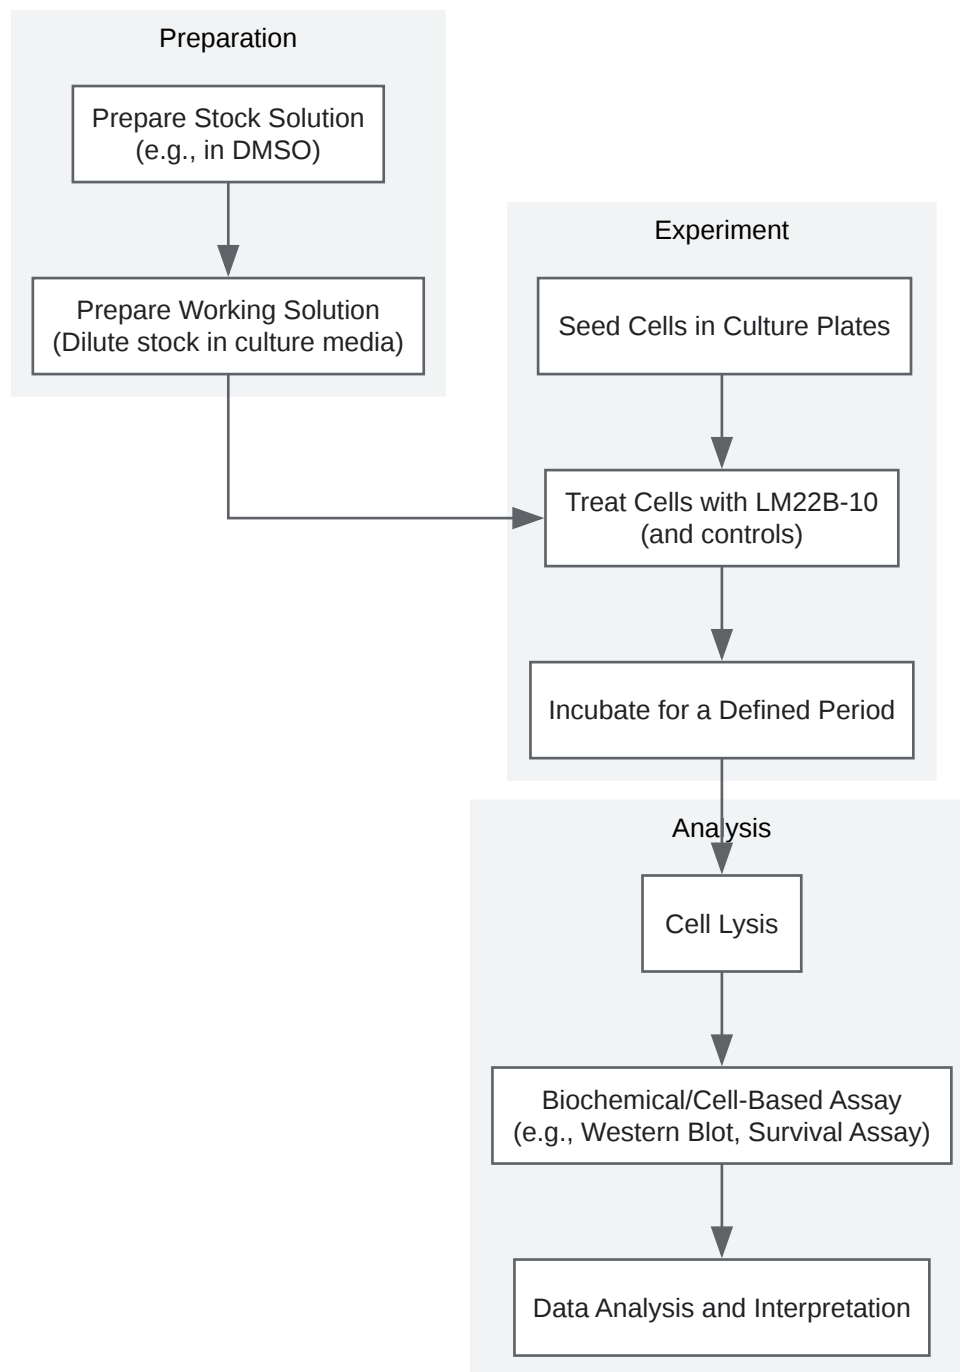 Preparation
Prepare Stock Solution
(e.g., in DMSO)
Prepare Working Solution
(Dilute stock in culture media)
Experiment
Seed Cells in Culture Plates
Treat Cells with LM22B-10
(and controls)
Incubate for a Defined Period
Analysis
Cell Lysis
Biochemical/Cell-Based Assay
(e.g., Western Blot, Survival Assay)
Data Analysis and Interpretation